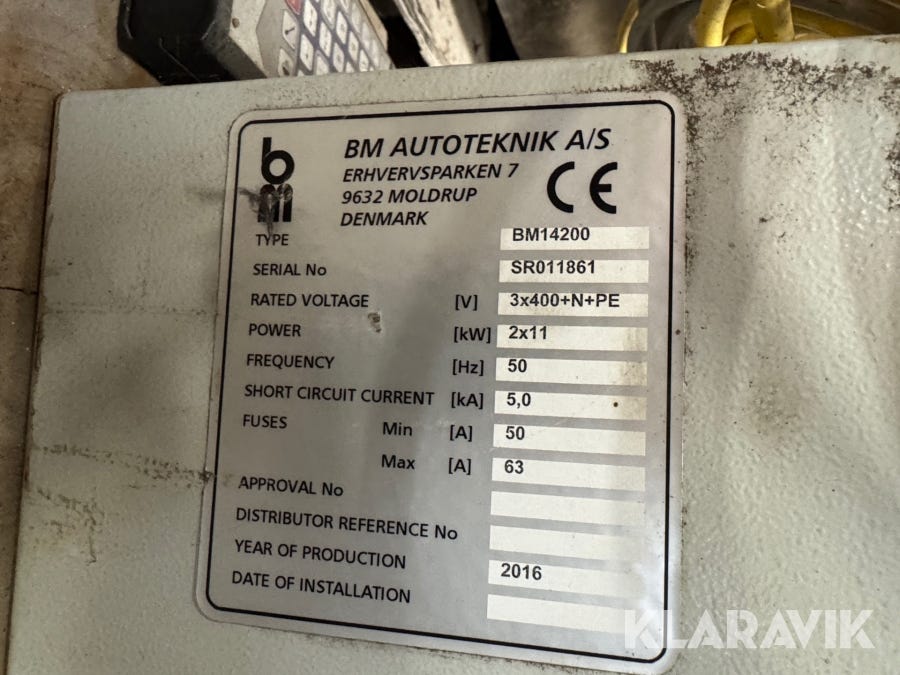 bm
BM AUTOTEKNIK A/S
ERHVERVSPARKEN 7
9632 MOLDRUP
DENMARK
CE
TYPE BM14200
SERIAL No SR011861
RATED VOLTAGE [V] 3x400+N+PE
POWER [kW] 2x11
FREQUENCY [Hz] 50
SHORT CIRCUIT CURRENT [kA] 5,0
FUSES Min [A] 50
Max [A] 63
APPROVAL No
DISTRIBUTOR REFERENCE No
YEAR OF PRODUCTION 2016
DATE OF INSTALLATION
KLARAVIK